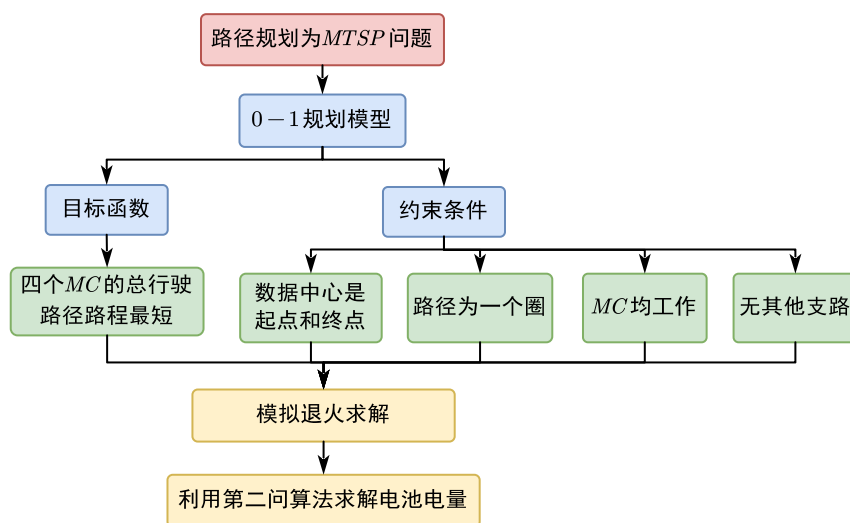 路径规划为MTSP问题
0－1规划模型
目标函数
约束条件
四个MC的总行驶
路径路程最短
数据中心是
起点和终点
路径为一个圈
MC均工作
无其他支路
模拟退火求解
利用第二问算法求解电池电量